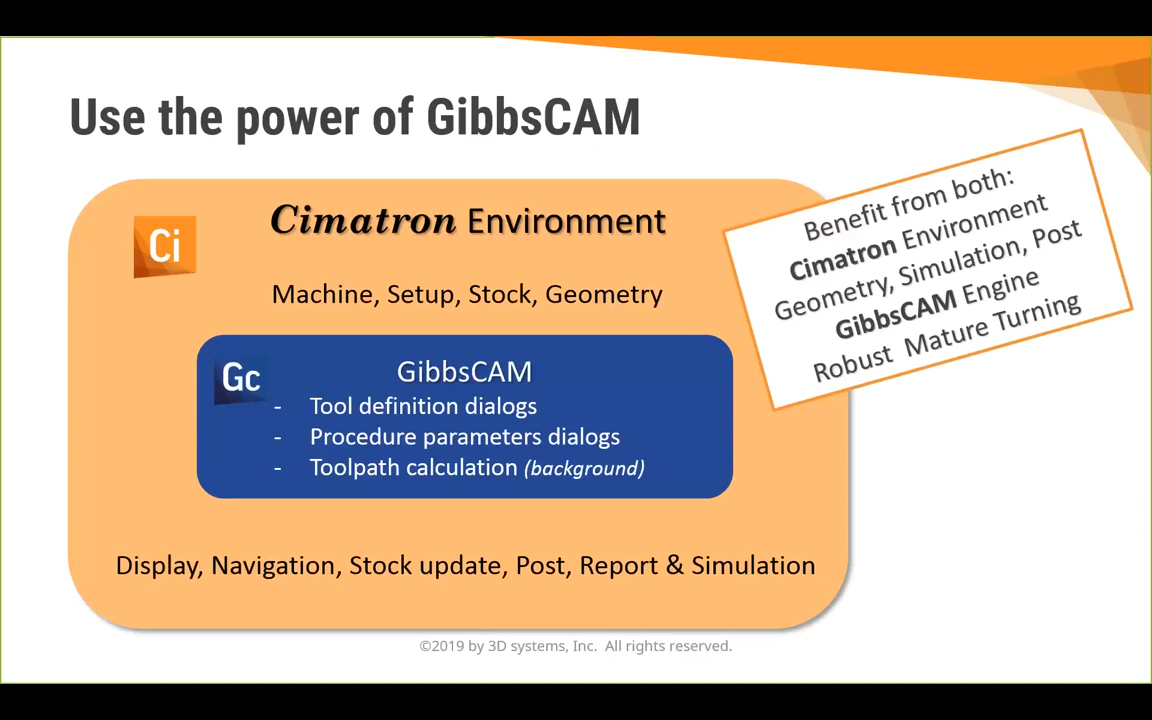 Use the power of GibbsCAM
Ci
Cimatron Environment
Machine, Setup, Stock, Geometry
Gc
GibbsCAM
- Tool definition dialogs
- Procedure parameters dialogs
- Toolpath calculation (background)
Display, Navigation, Stock update, Post, Report & Simulation
Benefit from both:
Cimatron Environment
Geometry, Simulation, Post
GibbsCAM Engine
Robust Mature Turning
©2019 by 3D systems, Inc. All rights reserved.